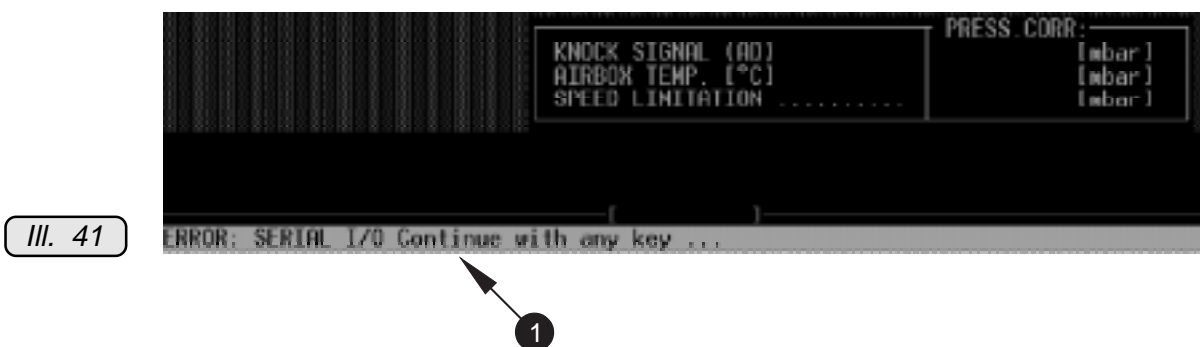 PRESS.CORR:
KNOCK SIGNAL (AD) [mbar]
AIRBOX TEMP. [°C] [mbar]
SPEED LIMITATION .......... [mbar]
Ill. 41
ERROR: SERIAL I/O Continue with any key ...
1